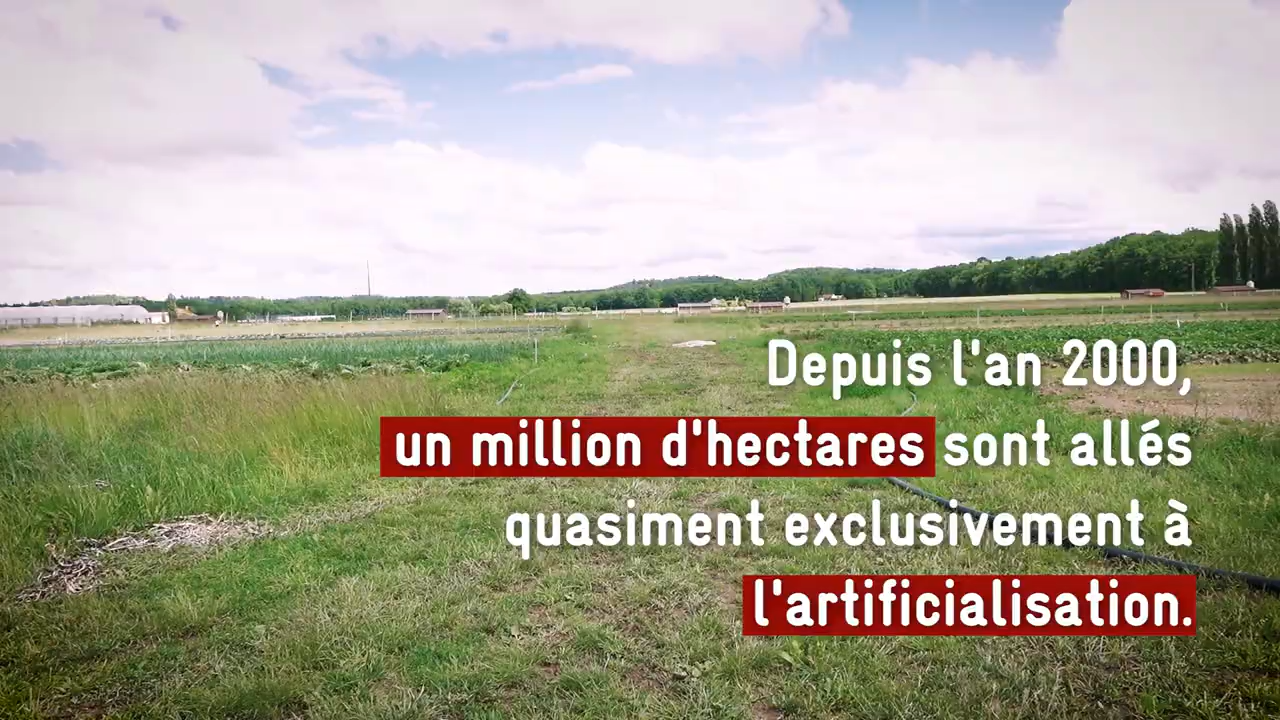 Depuis l'an 2000,
un million d'hectares sont allés
quasiment exclusivement à
l'artificialisation.